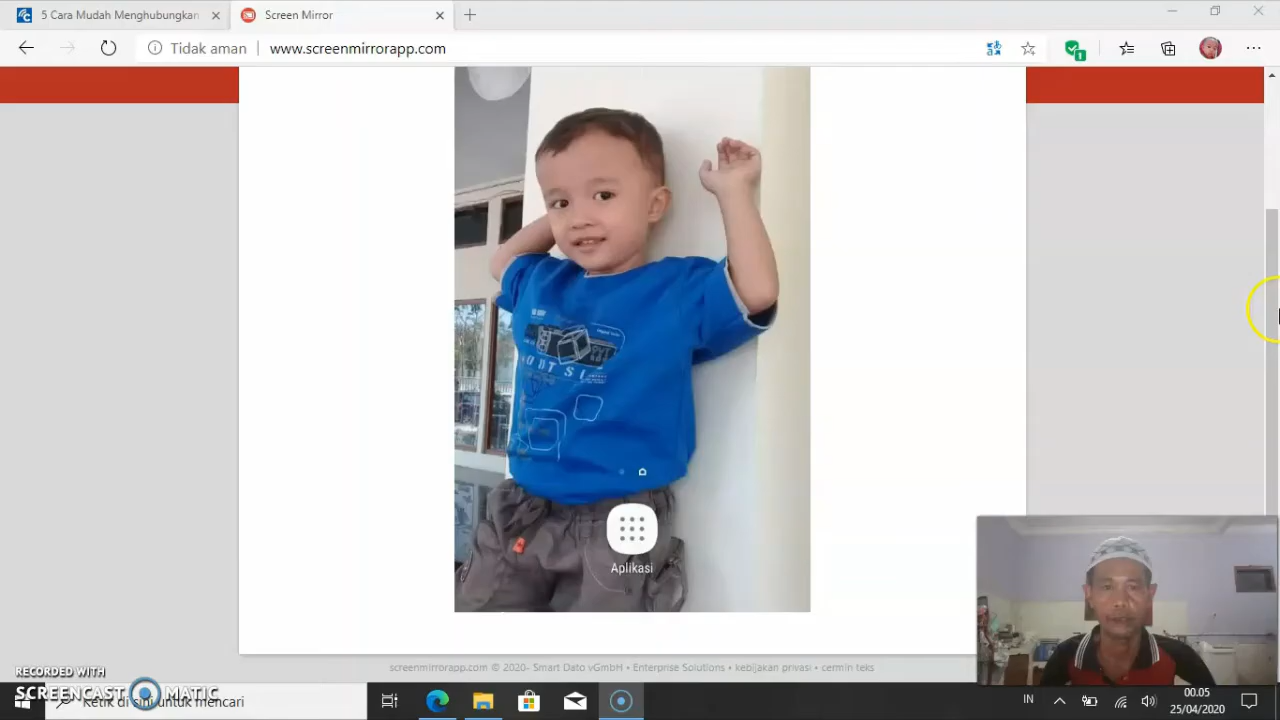 5 Cara Mudah Menghubungkan
Screen Mirror
Tidak aman
www.screenmirrorapp.com
Aplikasi
screenmirrorapp.com © 2020- Smart Dato vGmbH • Enterprise Solutions • kebijakan privasi • cermin teks
RECORDED WITH
SCREENCAST MATIC
Ketik di sini untuk mencari
IN
00.05
25/04/2020